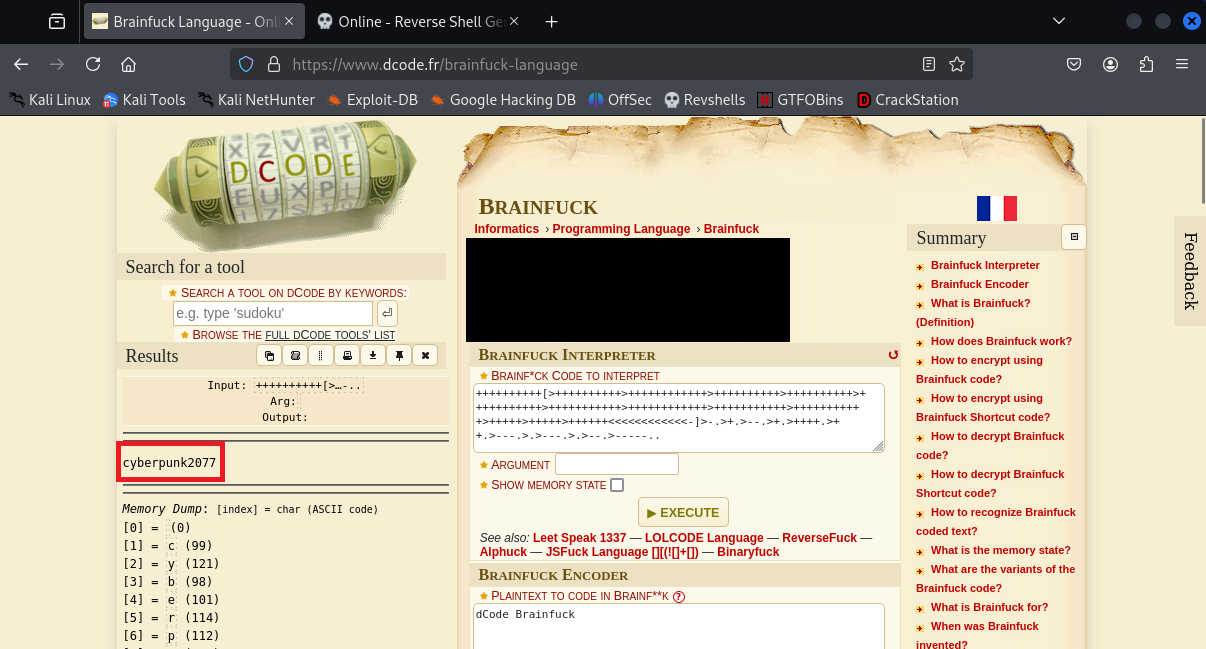 Brainfuck Language - Onl
Online - Reverse Shell Ge
https://www.dcode.fr/brainfuck-language
Kali Linux
Kali Tools
Kali NetHunter
Exploit-DB
Google Hacking DB
OffSec
Revshells
GTFOBins
CrackStation
DCODE
Search for a tool
SEARCH A TOOL ON DCODE BY KEYWORDS:
e.g. type 'sudoku'
BROWSE THE FULL DCODE TOOLS' LIST
Results
Input: ++++++++++[>…-..
Arg:
Output:
cyberpunk2077
Memory Dump: [index] = char (ASCII code)
[0] = (0)
[1] = c (99)
[2] = y (121)
[3] = b (98)
[4] = e (101)
[5] = r (114)
[6] = p (112)
BRAINFUCK
Informatics › Programming Language › Brainfuck
BRAINFUCK INTERPRETER
BRAINF*CK CODE TO INTERPRET
++++++++++[>++++++++++>++++++++++++>++++++++++>++++++++++>+
++++++++++>+++++++++++>++++++++++++>+++++++++++>++++++++++
+>+++++>+++++>++++++<<<<<<<<<<<<-]>-.>+.>--.>+.>++++.>+
+.>---.>.>---.>.>--.>-----..
ARGUMENT
SHOW MEMORY STATE
▶ EXECUTE
See also: Leet Speak 1337 — LOLCODE Language — ReverseFuck —
Alphuck — JSFuck Language [][(![]+[]) — Binaryfuck
BRAINFUCK ENCODER
PLAINTEXT TO CODE IN BRAINF**K ?
dCode Brainfuck
Summary
Brainfuck Interpreter
Brainfuck Encoder
What is Brainfuck?
(Definition)
How does Brainfuck work?
How to encrypt using
Brainfuck code?
How to encrypt using
Brainfuck Shortcut code?
How to decrypt Brainfuck
code?
How to decrypt Brainfuck
Shortcut code?
How to recognize Brainfuck
coded text?
What is the memory state?
What are the variants of the
Brainfuck code?
What is Brainfuck for?
When was Brainfuck
invented?
Feedback